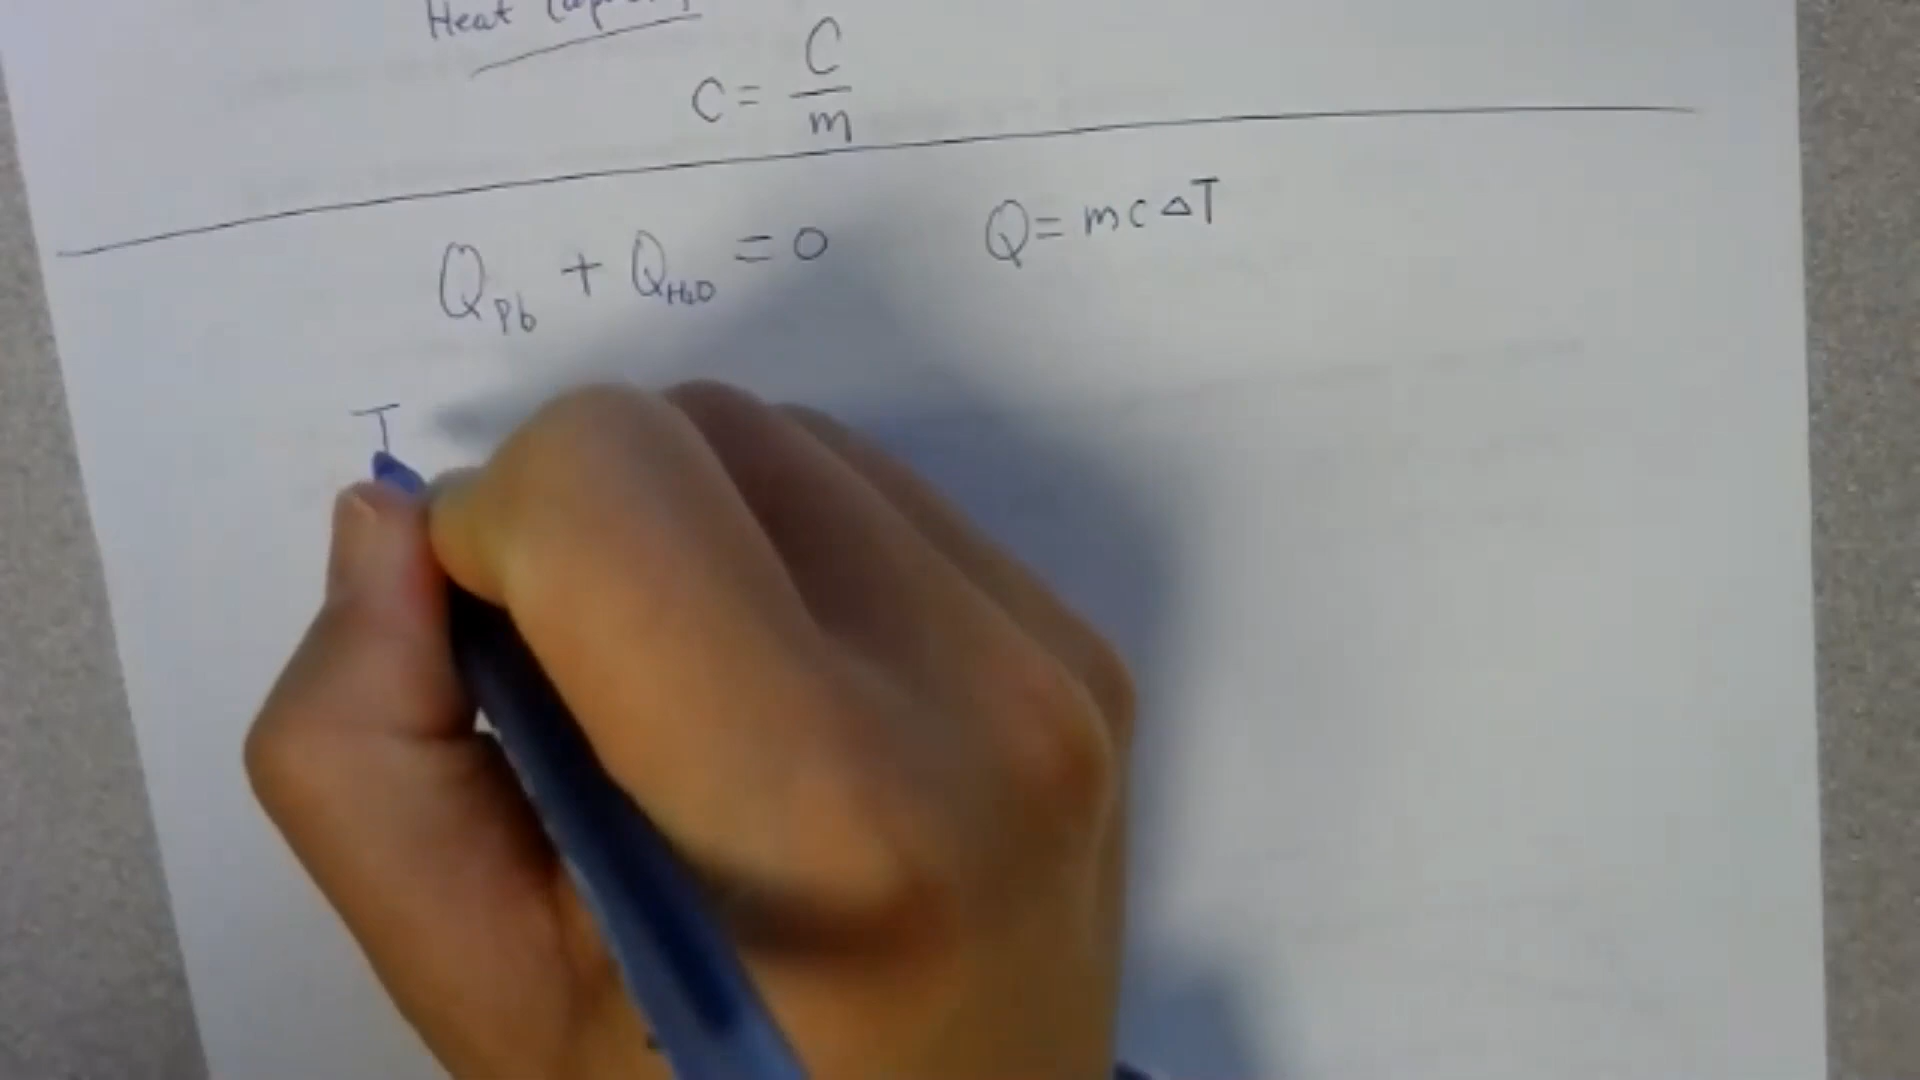 Heat
c = C/m
Q_Pb + Q_H₂O = 0
Q = mcΔT
T